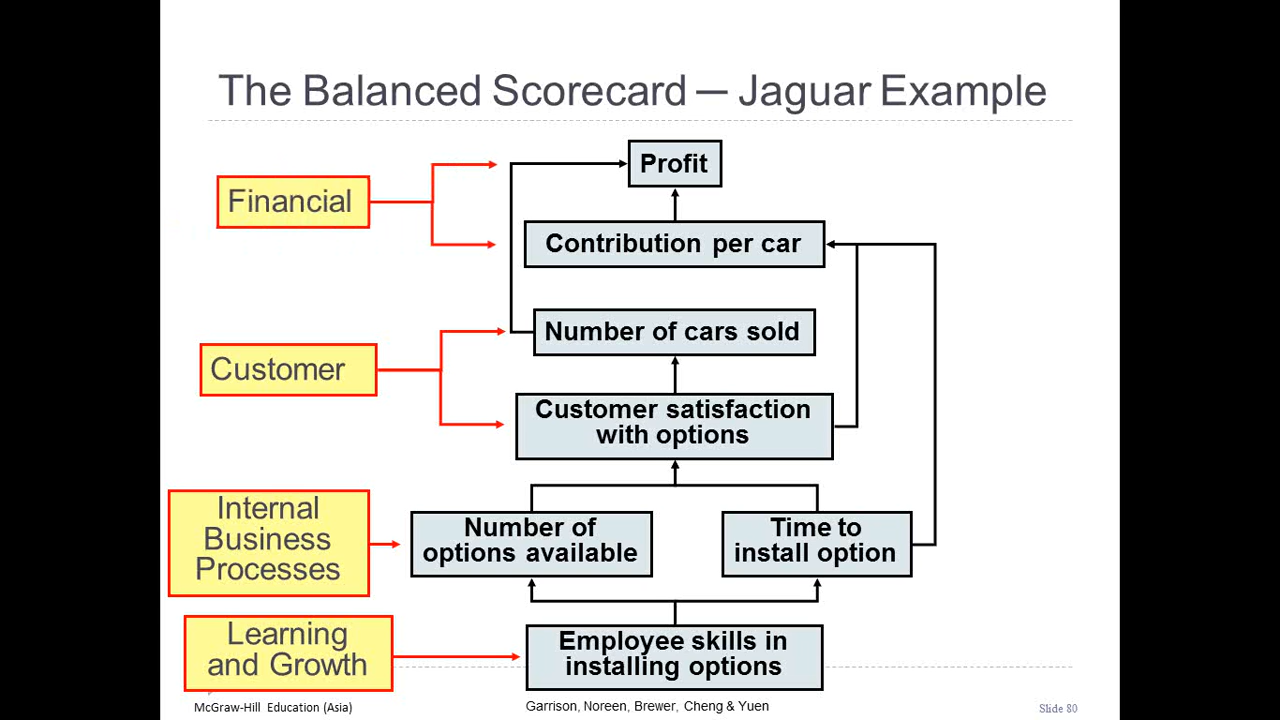 The Balanced Scorecard — Jaguar Example
Profit
Financial
Contribution per car
Number of cars sold
Customer
Customer satisfaction
with options
Internal
Business
Processes
Number of
options available
Time to
install option
Learning
and Growth
Employee skills in
installing options
McGraw-Hill Education (Asia)
Garrison, Noreen, Brewer, Cheng & Yuen
Slide 80